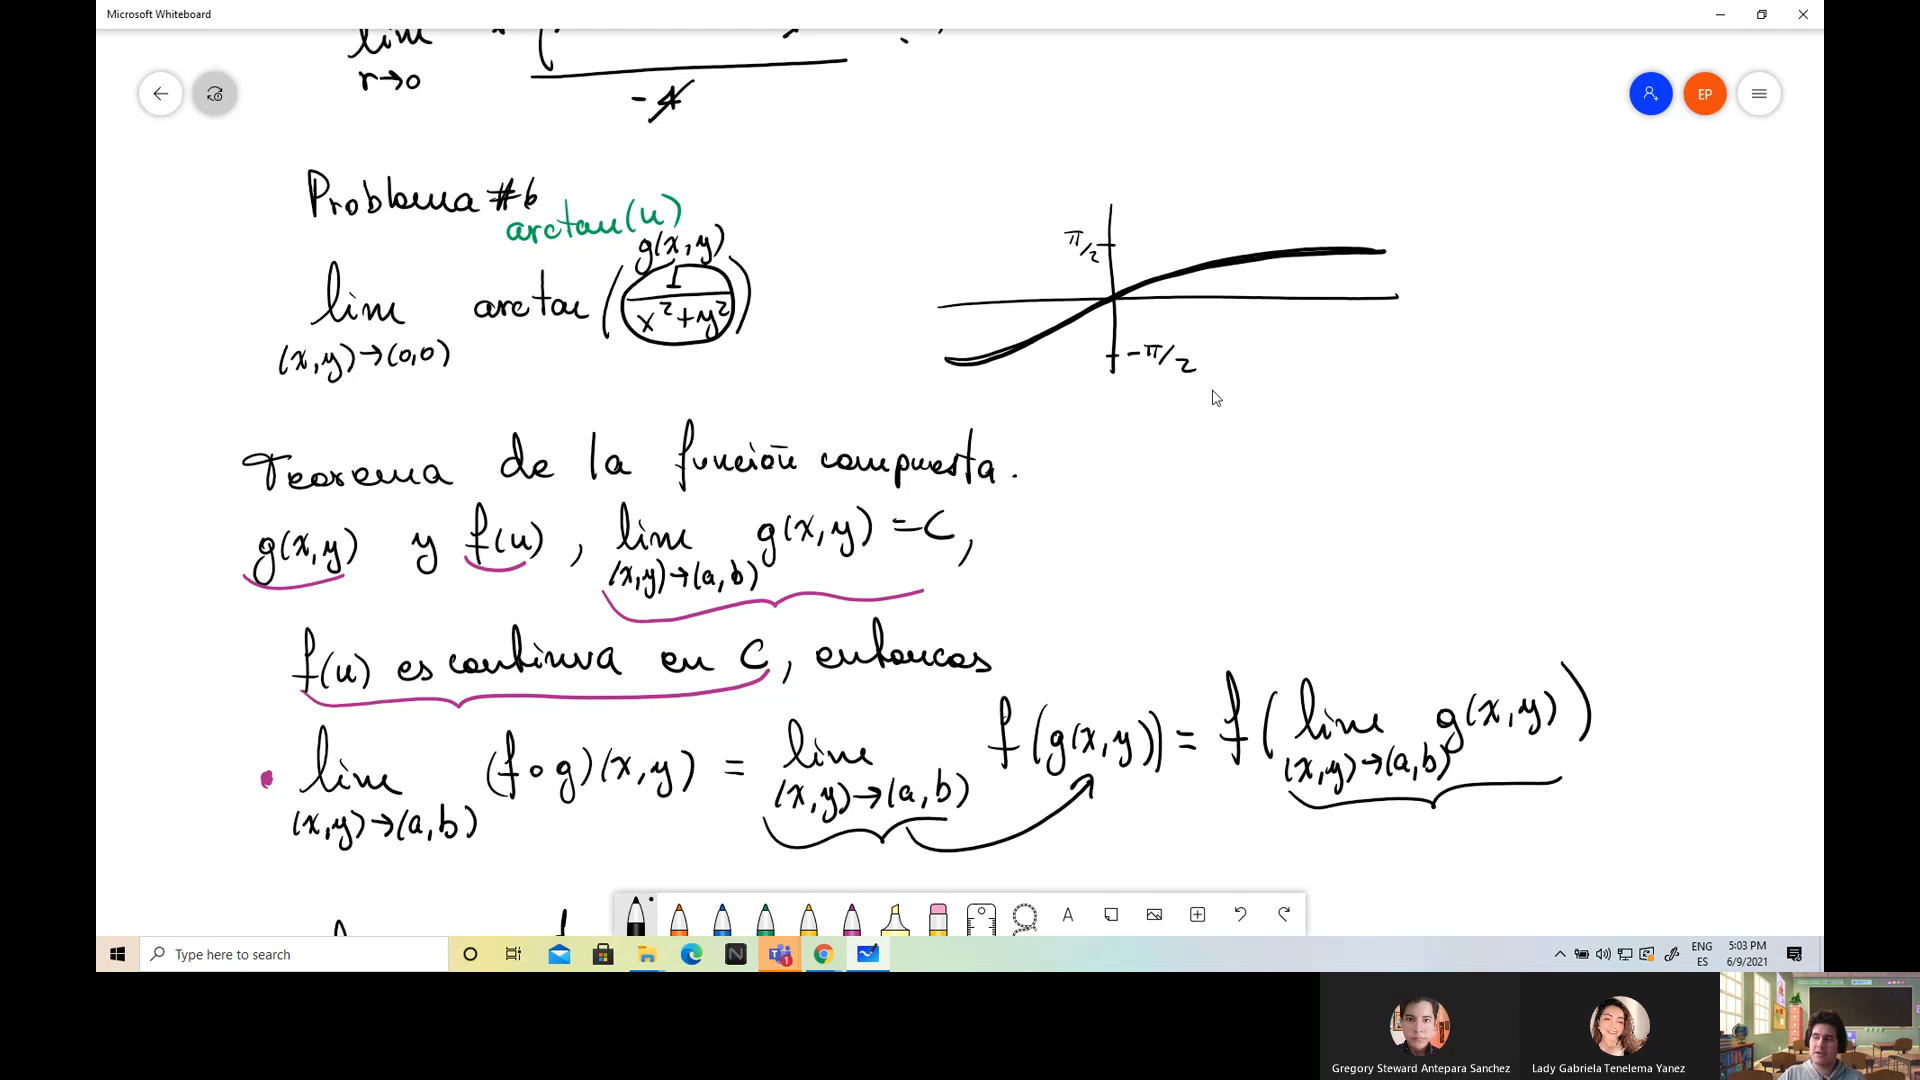 Microsoft Whiteboard
lim
r→0
-1
EP
Problema #6
arctan(u)
g(x,y)
lim arctan (1/(x²+y²))
(x,y)→(0,0)
π/2
-π/2
Teorema de la función compuesta.
g(x,y) y f(u), lim g(x,y) = C,
(x,y)→(a,b)
f(u) es continua en C, entonces
• lim (f∘g)(x,y) = lim f(g(x,y)) = f(lim g(x,y))
(x,y)→(a,b) (x,y)→(a,b) (x,y)→(a,b)
A
Type here to search
N
1
ENG
ES
5:03 PM
6/9/2021
Gregory Steward Antepara Sanchez
Lady Gabriela Tenelema Yanez